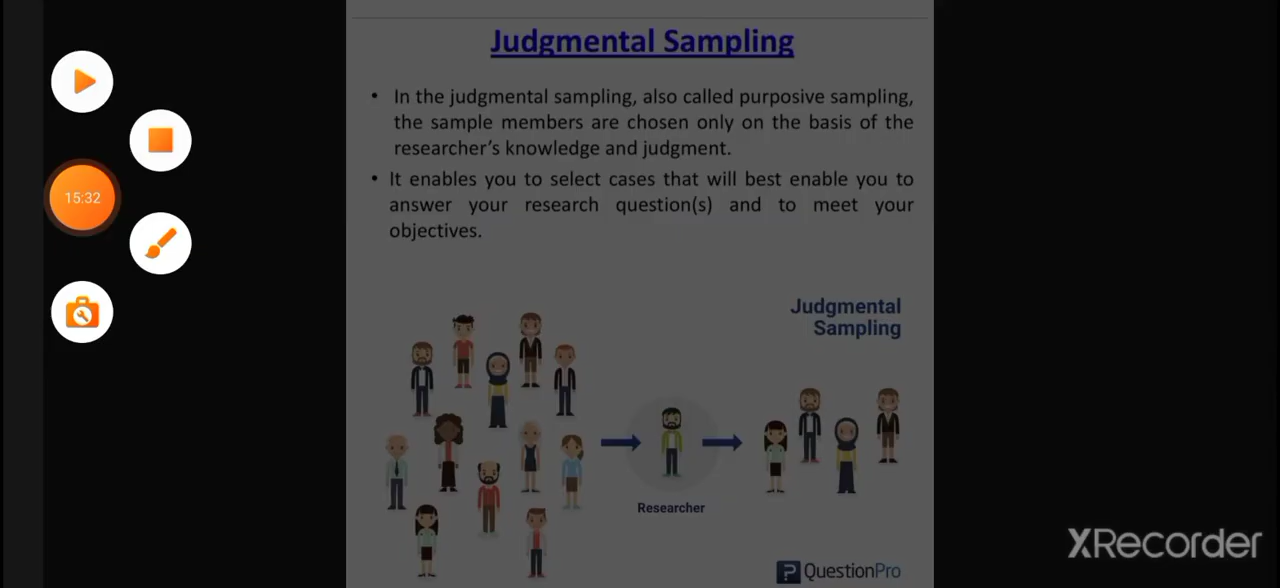 Judgmental Sampling
• In the judgmental sampling, also called purposive sampling,
the sample members are chosen only on the basis of the
researcher's knowledge and judgment.
• It enables you to select cases that will best enable you to
answer your research question(s) and to meet your
objectives.
15:32
Judgmental
Sampling
Researcher
QuestionPro
XRecorder